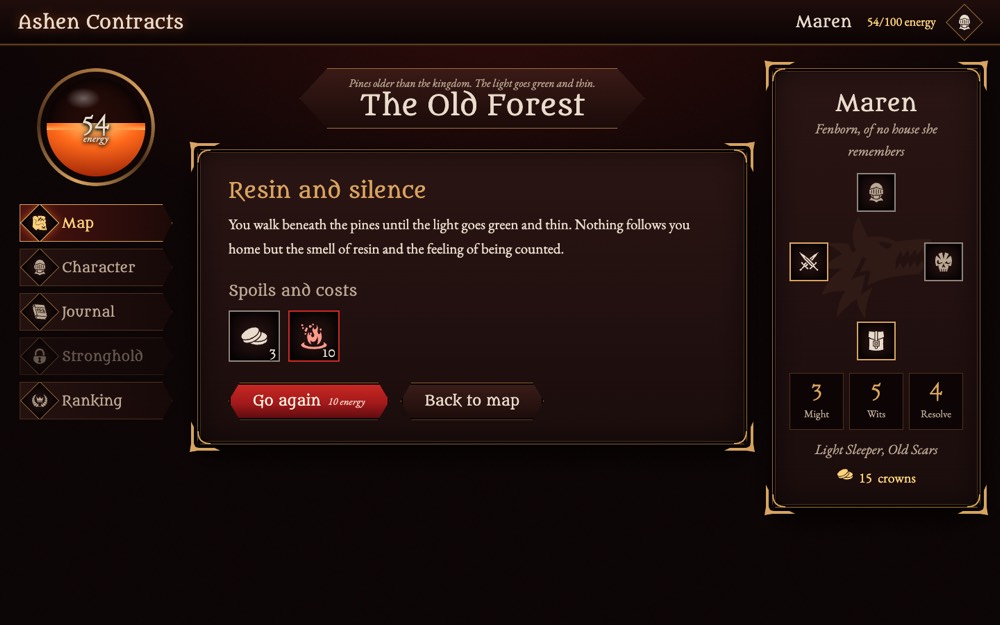 Ashen Contracts
Maren 54/100 energy
54
energy
Map
Character
Journal
Stronghold
Ranking
Pines older than the kingdom. The light goes green and thin.
The Old Forest
Resin and silence
You walk beneath the pines until the light goes green and thin. Nothing follows you
home but the smell of resin and the feeling of being counted.
Spoils and costs
3 10
Go again 10 energy Back to map
Maren
Fenborn, of no house she
remembers
3 5 4
Might Wits Resolve
Light Sleeper, Old Scars
15 crowns